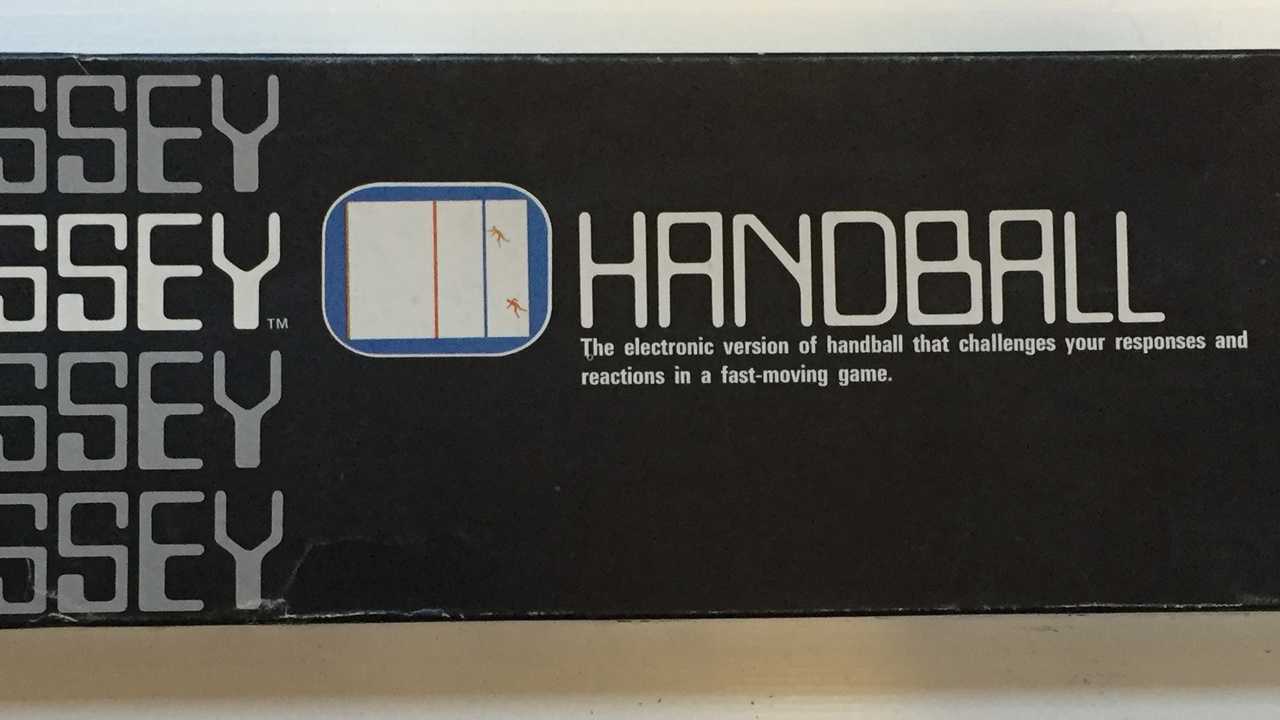 SSEY
SSEY™
SSEY
SSEY
HANDBALL
The electronic version of handball that challenges your responses and
reactions in a fast-moving game.